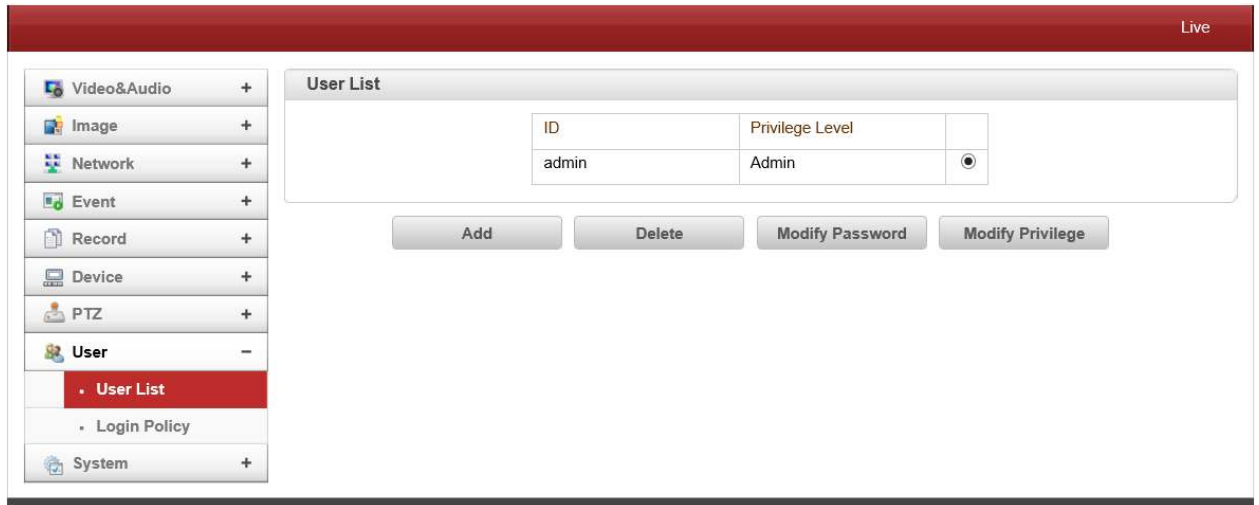 Live
Video&Audio +
Image +
Network +
Event +
Record +
Device +
PTZ +
User −
• User List
• Login Policy
System +
User List
ID Privilege Level
admin Admin
Add Delete Modify Password Modify Privilege